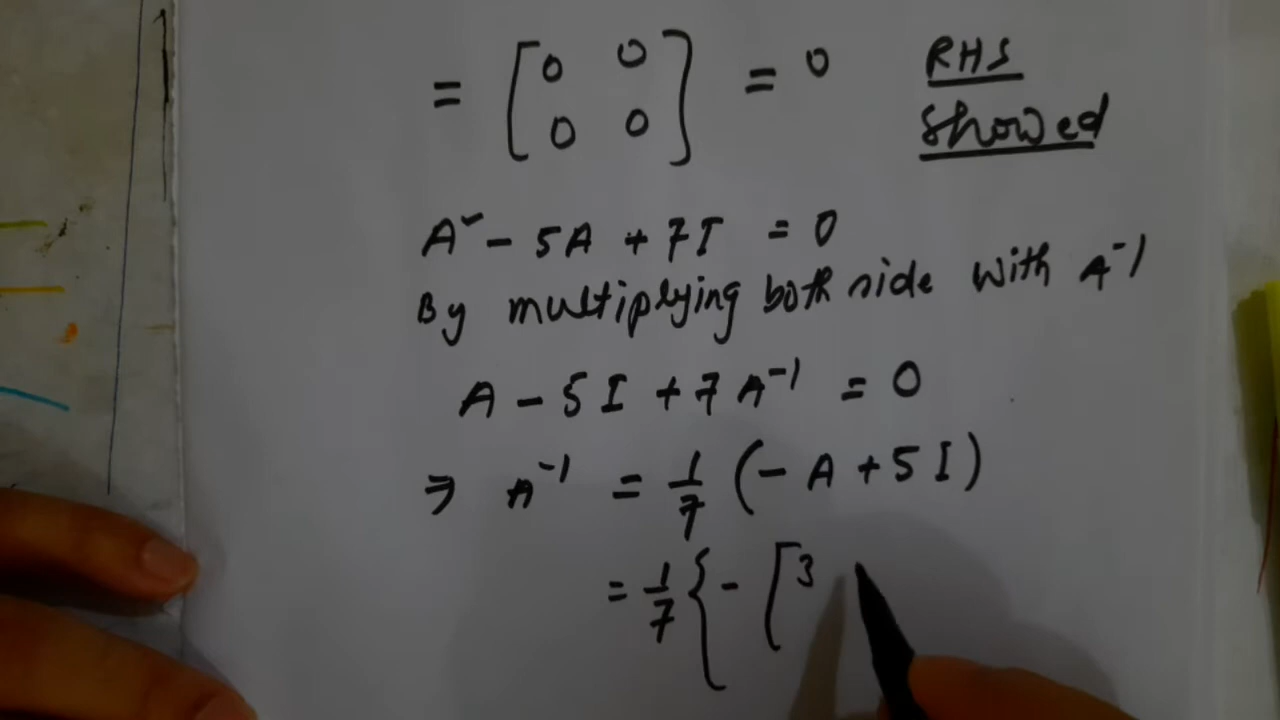 = [0 0 0 0] = 0 RHS Showed
A² - 5A + 7I = 0
By multiplying both side with A⁻¹
A - 5I + 7A⁻¹ = 0
⇒ A⁻¹ = 1/7 (- A + 5I)
= 1/7 { - [3